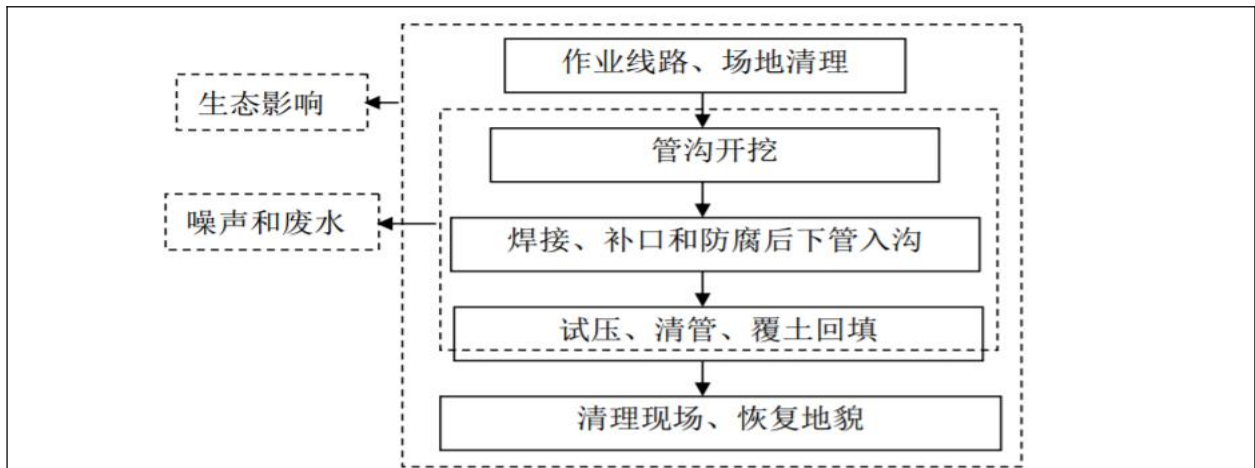 作业线路、场地清理
生态影响
管沟开挖
噪声和废水
焊接、补口和防腐后下管入沟
试压、清管、覆土回填
清理现场、恢复地貌